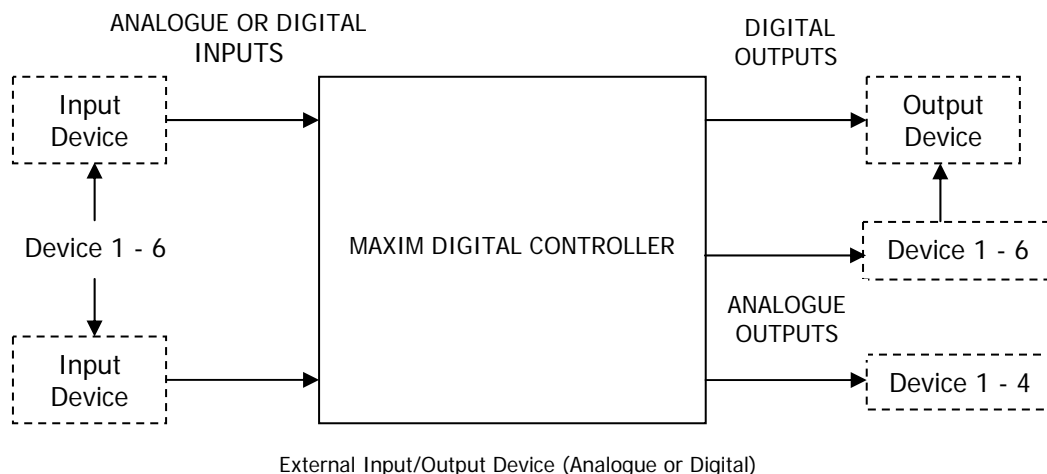 ANALOGUE OR DIGITAL
INPUTS
DIGITAL
OUTPUTS
Input
Device
Output
Device
Device 1 - 6
MAXIM DIGITAL CONTROLLER
Device 1 - 6
ANALOGUE
OUTPUTS
Input
Device
Device 1 - 4
External Input/Output Device (Analogue or Digital)